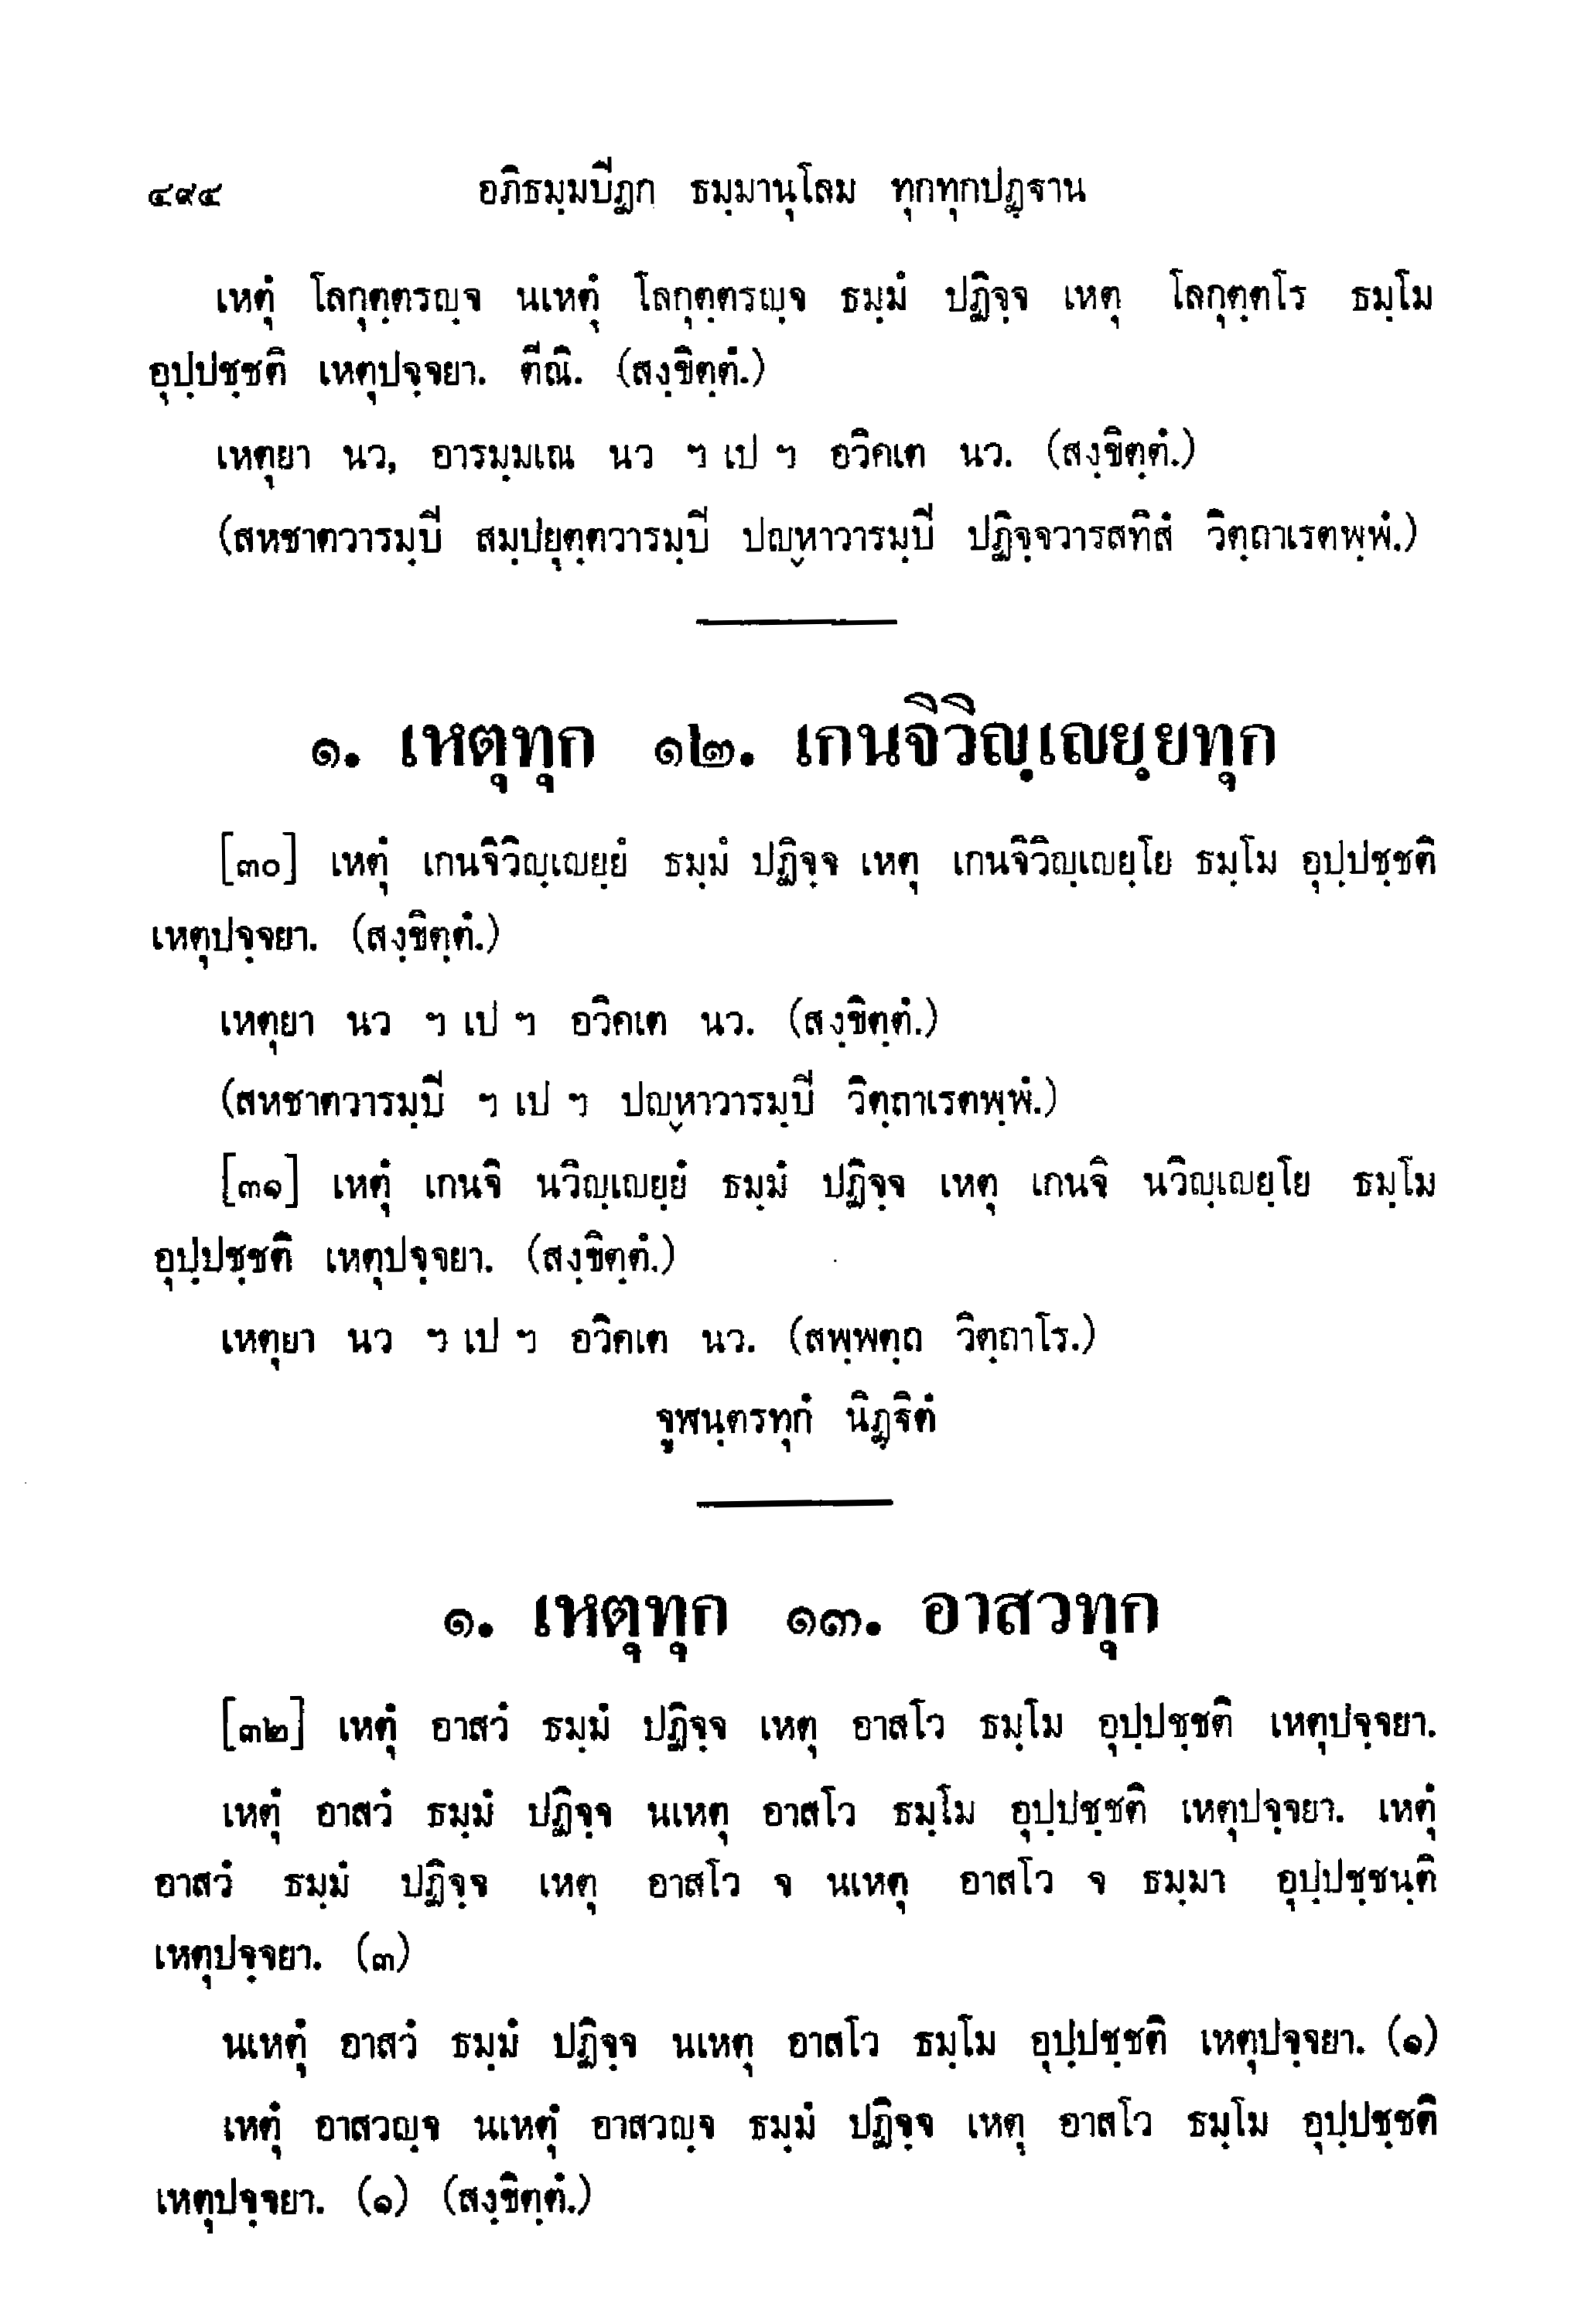 ๔๙๔ อภิธมฺมปิฎก ธมฺมานุโลม ทุกทุกปฏฺฐาน
เหตุํ โลกุตฺตรญฺจ นเหตุํ โลกุตฺตรญฺจ ธมฺมํ ปฏิจฺจ เหตุ โลกุตฺตโร ธมฺโม
อุปฺปชฺชติ เหตุปจฺจยา. ตีณิ. (สงฺขิตฺตํ.)
เหตุยา นว, อารมฺมเณ นว ฯ เป ฯ อวิคเต นว. (สงฺขิตฺตํ.)
(สหชาตวารมฺปิ สมฺปยุตฺตวารมฺปิ ปญฺหาวารมฺปิ ปฏิจฺจวารสทิสํ วิตฺถาเรตพฺพํ.)
๑. เหตุทุก ๑๒. เกนจิวิญฺเญยฺยทุก
[๓๐] เหตุํ เกนจิวิญฺเญยฺยํ ธมฺมํ ปฏิจฺจ เหตุ เกนจิวิญฺเญยฺโย ธมฺโม อุปฺปชฺชติ
เหตุปจฺจยา. (สงฺขิตฺตํ.)
เหตุยา นว ฯ เป ฯ อวิคเต นว. (สงฺขิตฺตํ.)
(สหชาตวารมฺปิ ฯ เป ฯ ปญฺหาวารมฺปิ วิตฺถาเรตพฺพํ.)
[๓๑] เหตุํ เกนจิ นวิญฺเญยฺยํ ธมฺมํ ปฏิจฺจ เหตุ เกนจิ นวิญฺเญยฺโย ธมฺโม
อุปฺปชฺชติ เหตุปจฺจยา. (สงฺขิตฺตํ.)
เหตุยา นว ฯ เป ฯ อวิคเต นว. (สพฺพตฺถ วิตฺถาโร.)
จูฬนฺตรทุกํ นิฏฺฐิตํ
๑. เหตุทุก ๑๓. อาสวทุก
[๓๒] เหตุํ อาสวํ ธมฺมํ ปฏิจฺจ เหตุ อาสโว ธมฺโม อุปฺปชฺชติ เหตุปจฺจยา.
เหตุํ อาสวํ ธมฺมํ ปฏิจฺจ นเหตุ อาสโว ธมฺโม อุปฺปชฺชติ เหตุปจฺจยา. เหตุํ
อาสวํ ธมฺมํ ปฏิจฺจ เหตุ อาสโว จ นเหตุ อาสโว จ ธมฺมา อุปฺปชฺชนฺติ
เหตุปจฺจยา. (๓)
นเหตุํ อาสวํ ธมฺมํ ปฏิจฺจ นเหตุ อาสโว ธมฺโม อุปฺปชฺชติ เหตุปจฺจยา. (๑)
เหตุํ อาสวญฺจ นเหตุํ อาสวญฺจ ธมฺมํ ปฏิจฺจ เหตุ อาสโว ธมฺโม อุปฺปชฺชติ
เหตุปจฺจยา. (๑) (สงฺขิตฺตํ.)